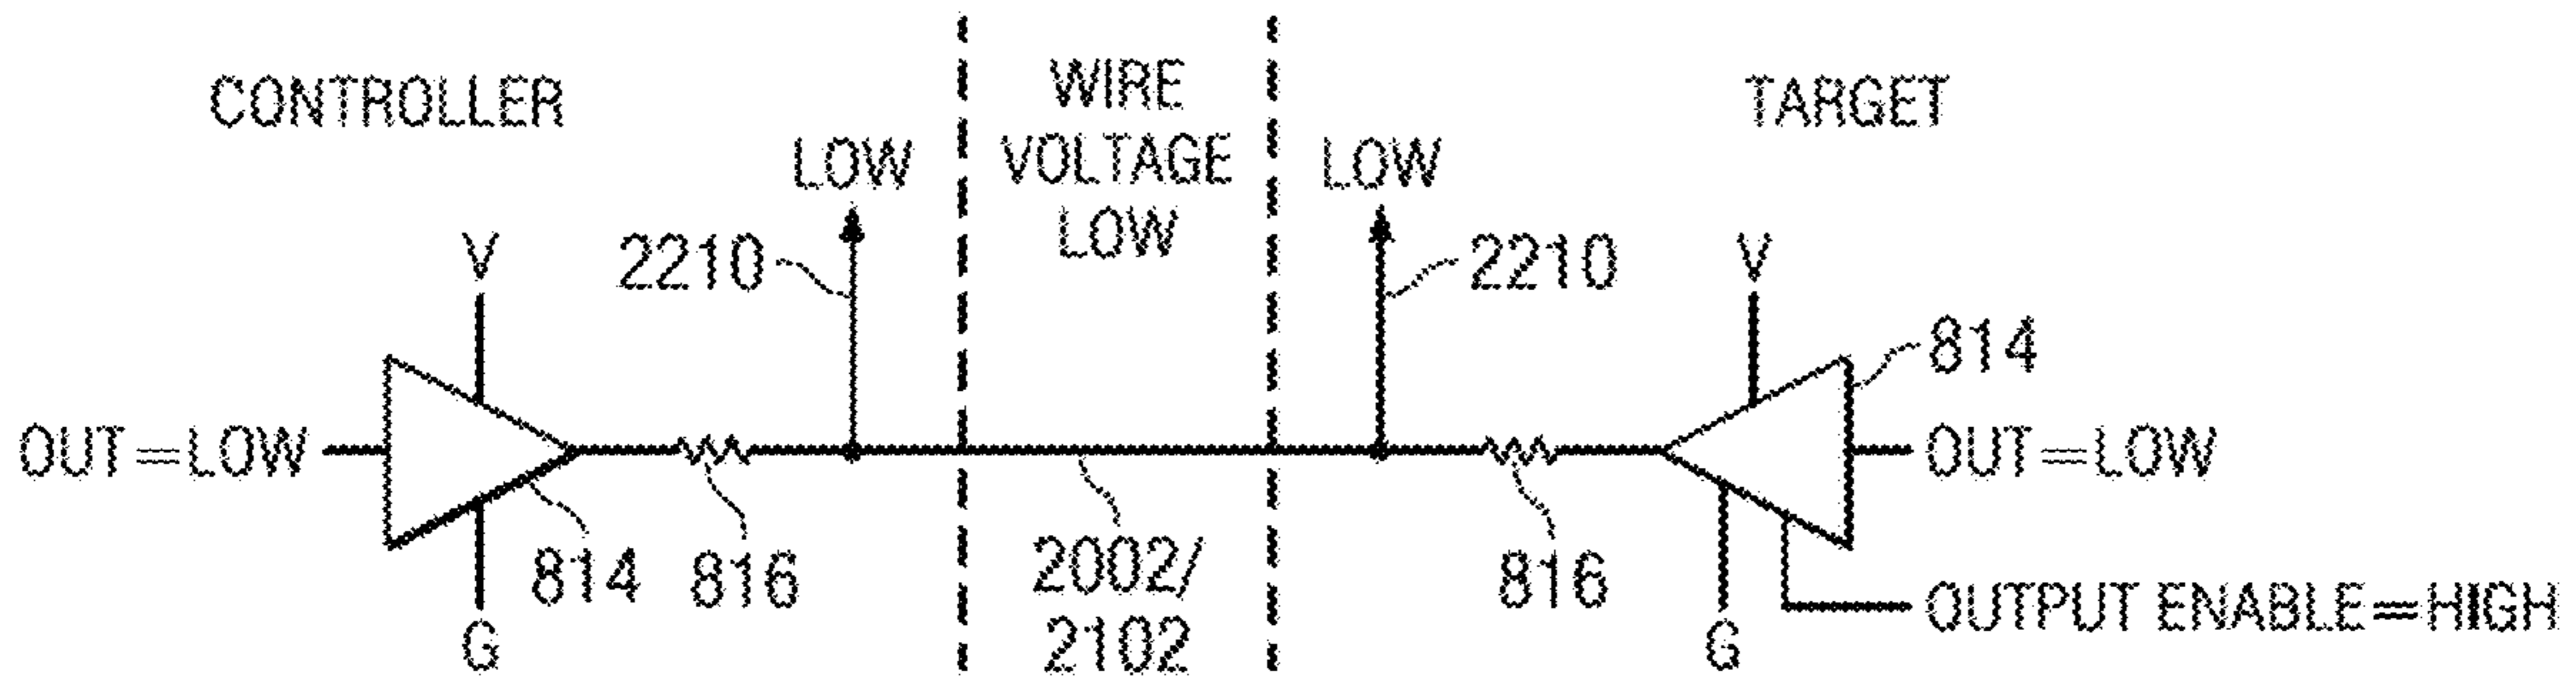 CONTROLLER
WIRE
VOLTAGE
LOW
TARGET
LOW
LOW
V
2210
2210
V
814
OUT=LOW
OUT=LOW
814
816
2002/
2102
816
OUTPUT ENABLE=HIGH
G
G